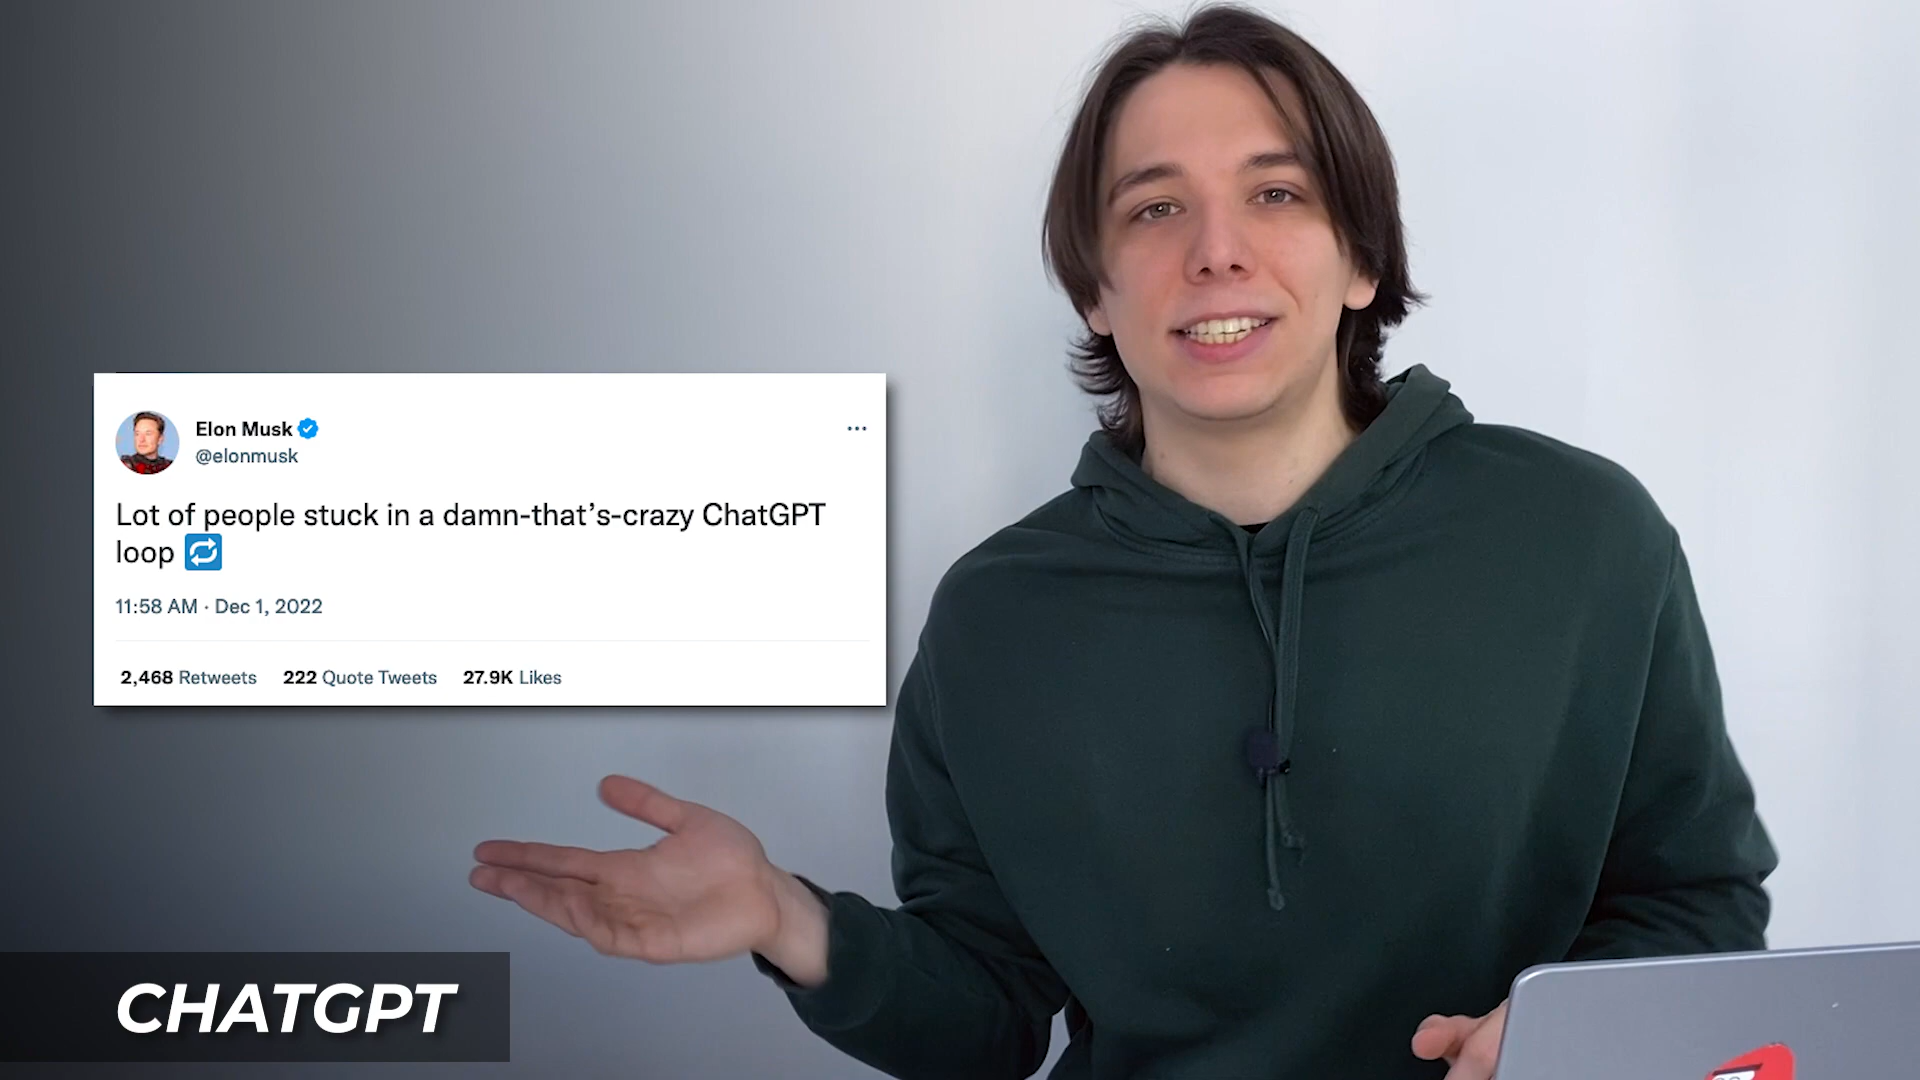 Elon Musk
@elonmusk
Lot of people stuck in a damn-that’s-crazy ChatGPT
loop 🔁
11:58 AM · Dec 1, 2022
2,468 Retweets 222 Quote Tweets 27.9K Likes
CHATGPT